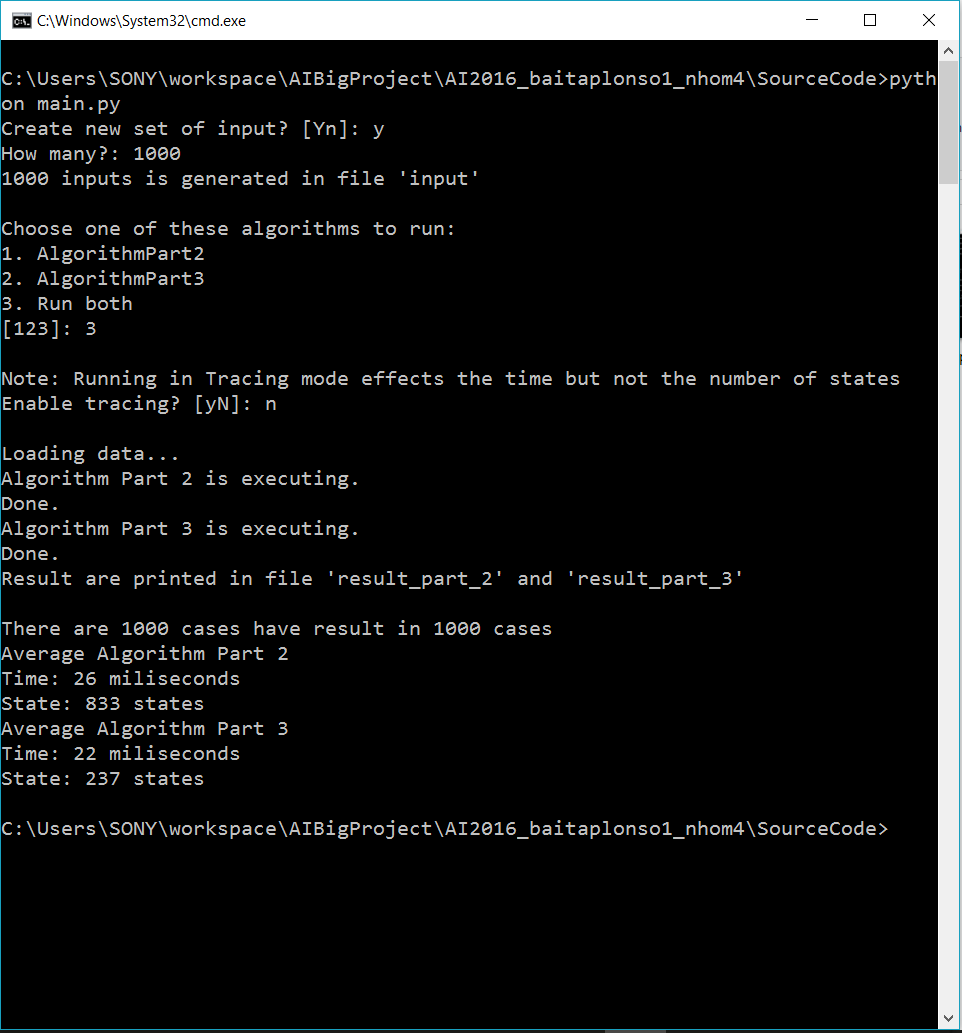 C:\Windows\System32\cmd.exe
C:\Users\SONY\workspace\AIBigProject\AI2016_baitaplonso1_nhom4\SourceCode>pyth
on main.py
Create new set of input? [Yn]: y
How many?: 1000
1000 inputs is generated in file 'input'
Choose one of these algorithms to run:
1. AlgorithmPart2
2. AlgorithmPart3
3. Run both
[123]: 3
Note: Running in Tracing mode effects the time but not the number of states
Enable tracing? [yN]: n
Loading data...
Algorithm Part 2 is executing.
Done.
Algorithm Part 3 is executing.
Done.
Result are printed in file 'result_part_2' and 'result_part_3'
There are 1000 cases have result in 1000 cases
Average Algorithm Part 2
Time: 26 miliseconds
State: 833 states
Average Algorithm Part 3
Time: 22 miliseconds
State: 237 states
C:\Users\SONY\workspace\AIBigProject\AI2016_baitaplonso1_nhom4\SourceCode>